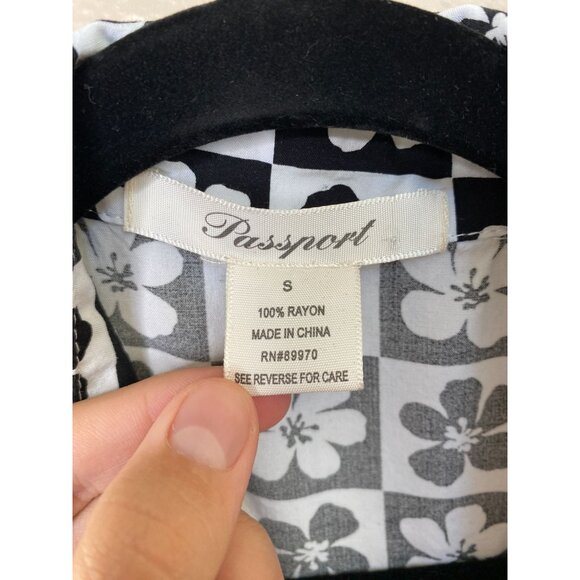 Passport
S
100% RAYON
MADE IN CHINA
RN#89970
SEE REVERSE FOR CARE